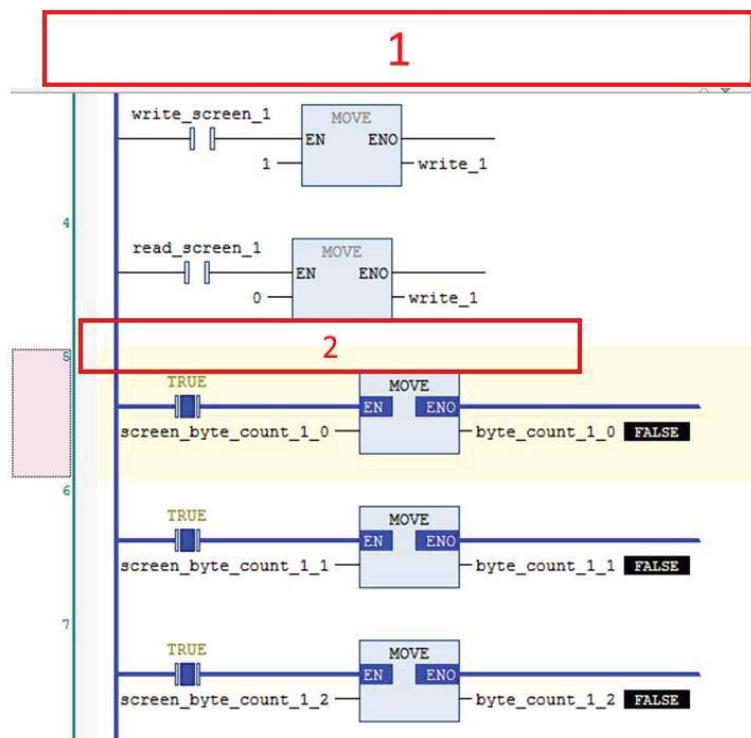 1
write_screen_1
MOVE
EN ENO
1 write_1
4
read_screen_1
MOVE
EN ENO
0 write_1
2
5
TRUE
MOVE
EN ENO
screen_byte_count_1_0 byte_count_1_0 FALSE
6
TRUE
MOVE
EN ENO
screen_byte_count_1_1 byte_count_1_1 FALSE
7
TRUE
MOVE
EN ENO
screen_byte_count_1_2 byte_count_1_2 FALSE